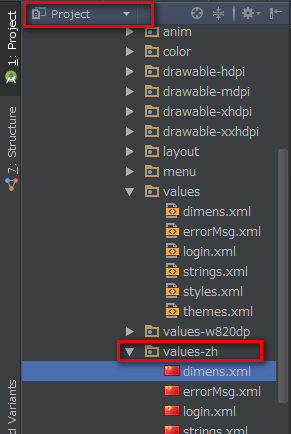 Project
anim
color
drawable-hdpi
drawable-mdpi
drawable-xhdpi
drawable-xxhdpi
layout
menu
values
dimens.xml
errorMsg.xml
login.xml
strings.xml
styles.xml
themes.xml
values-w820dp
values-zh
dimens.xml
errorMsg.xml
login.xml
strings.xml
1: Project
7: Structure
d Variants